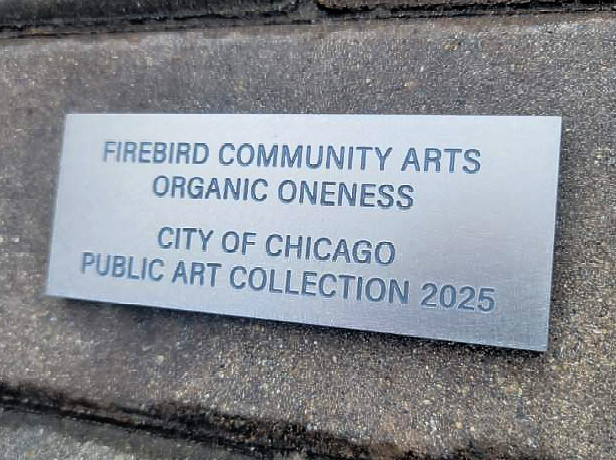 FIREBIRD COMMUNITY ARTS
ORGANIC ONENESS
CITY OF CHICAGO
PUBLIC ART COLLECTION 2025